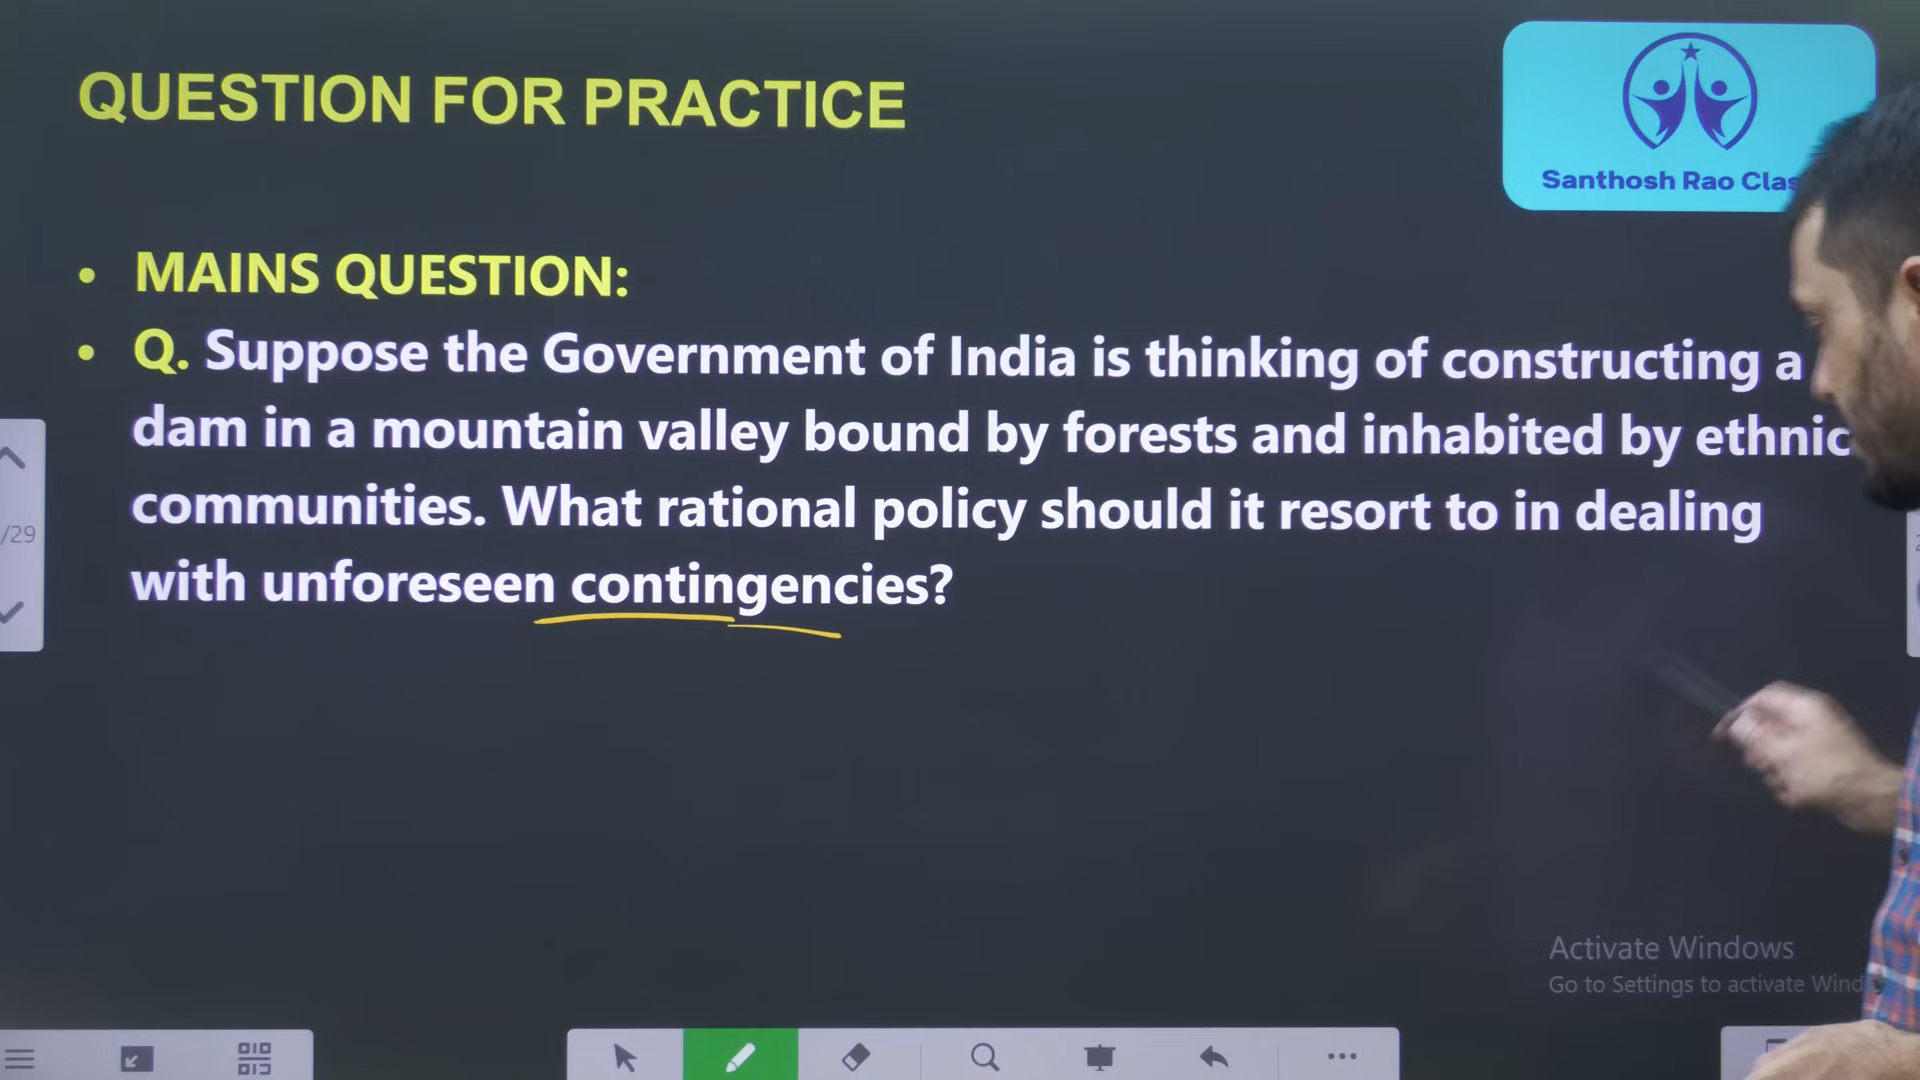 QUESTION FOR PRACTICE
Santhosh Rao
• MAINS QUESTION:
• Q. Suppose the Government of India is thinking of constructing a
dam in a mountain valley bound by forests and inhabited by ethnic
communities. What rational policy should it resort to in dealing
with unforeseen contingencies?
/29
Activate Windows
Go to Settings to activate